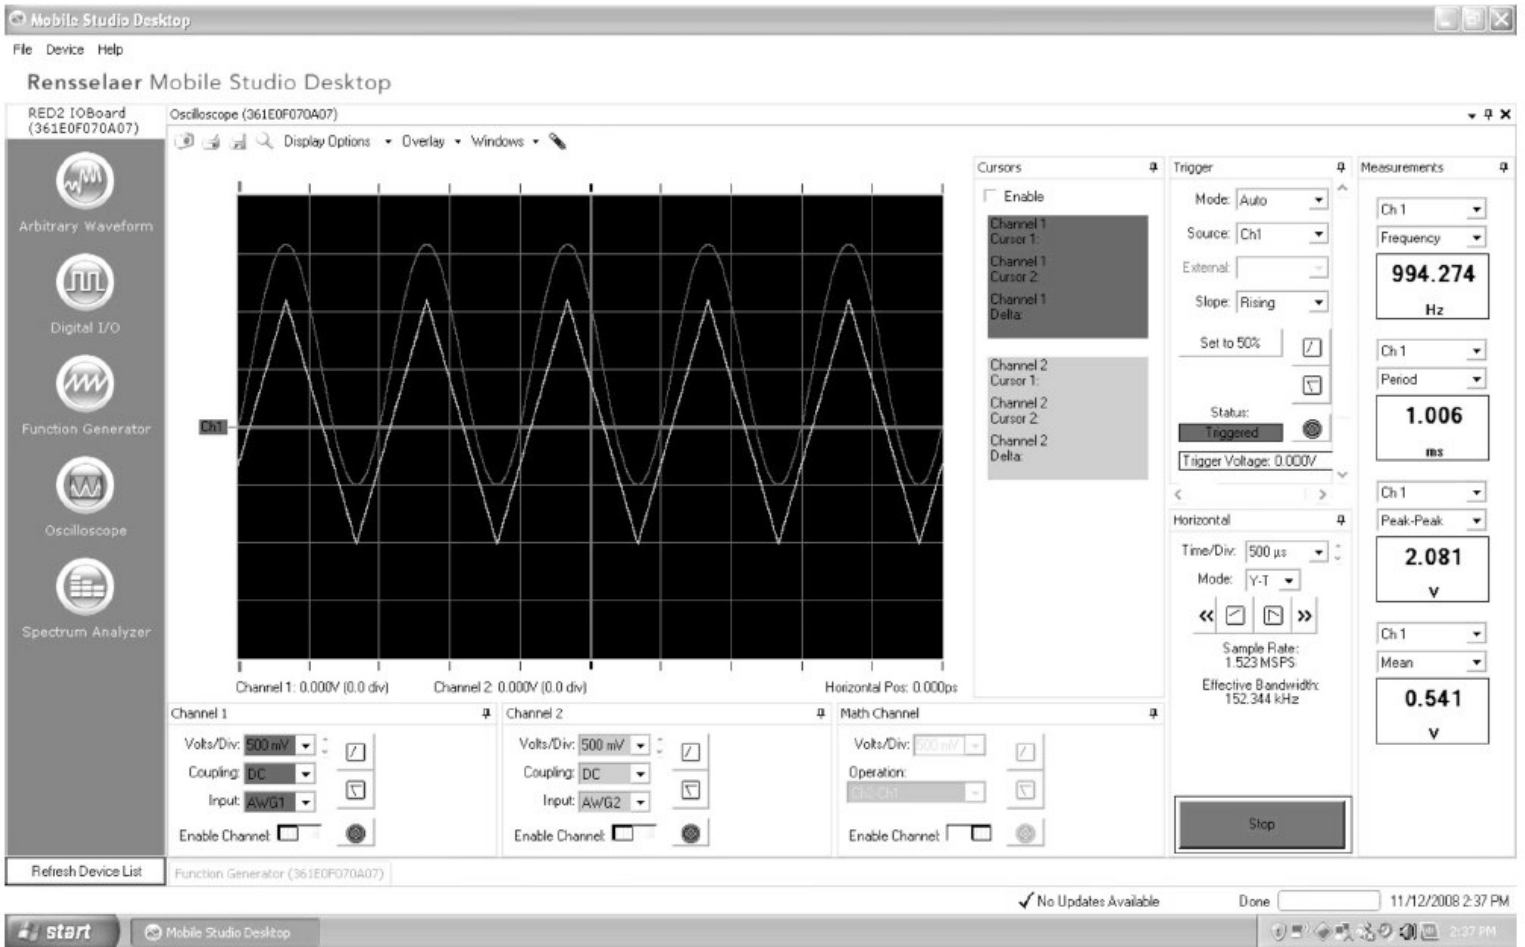 Mobile Studio Desktop
File Device Help
Rensselaer Mobile Studio Desktop
RED2 IOBoard
(361E0F070A07)
Arbitrary Waveform
Digital I/O
Function Generator
Oscilloscope
Spectrum Analyzer
Refresh Device List
Oscilloscope (361E0F070A07)
Display Options Overlay Windows
Ch1
Channel 1: 0.000V (0.0 div) Channel 2: 0.000V (0.0 div) Horizontal Pos: 0.000ps
Cursors
Enable
Channel 1
Cursor 1:
Channel 1
Cursor 2:
Channel 1
Delta:
Channel 2
Cursor 1:
Channel 2
Cursor 2:
Channel 2
Delta:
Trigger
Mode: Auto
Source: Ch1
External:
Slope: Rising
Set to 50%
Status:
Triggered
Trigger Voltage: 0.000V
Horizontal
Time/Div: 500 µs
Mode: Y-T
Sample Rate:
1.523 MSPS
Effective Bandwidth:
152.344 kHz
Stop
Measurements
Ch 1
Frequency
994.274
Hz
Ch 1
Period
1.006
ms
Ch 1
Peak-Peak
2.081
V
Ch 1
Mean
0.541
V
Channel 1
Volts/Div: 500 mV
Coupling: DC
Input: AWG1
Enable Channel:
Channel 2
Volts/Div: 500 mV
Coupling: DC
Input: AWG2
Enable Channel:
Math Channel
Volts/Div: 500 mV
Operation:
Ch2-Ch1
Enable Channel:
Function Generator (361E0F070A07)
No Updates Available Done 11/12/2008 2:37 PM
start Mobile Studio Desktop 2:37 PM